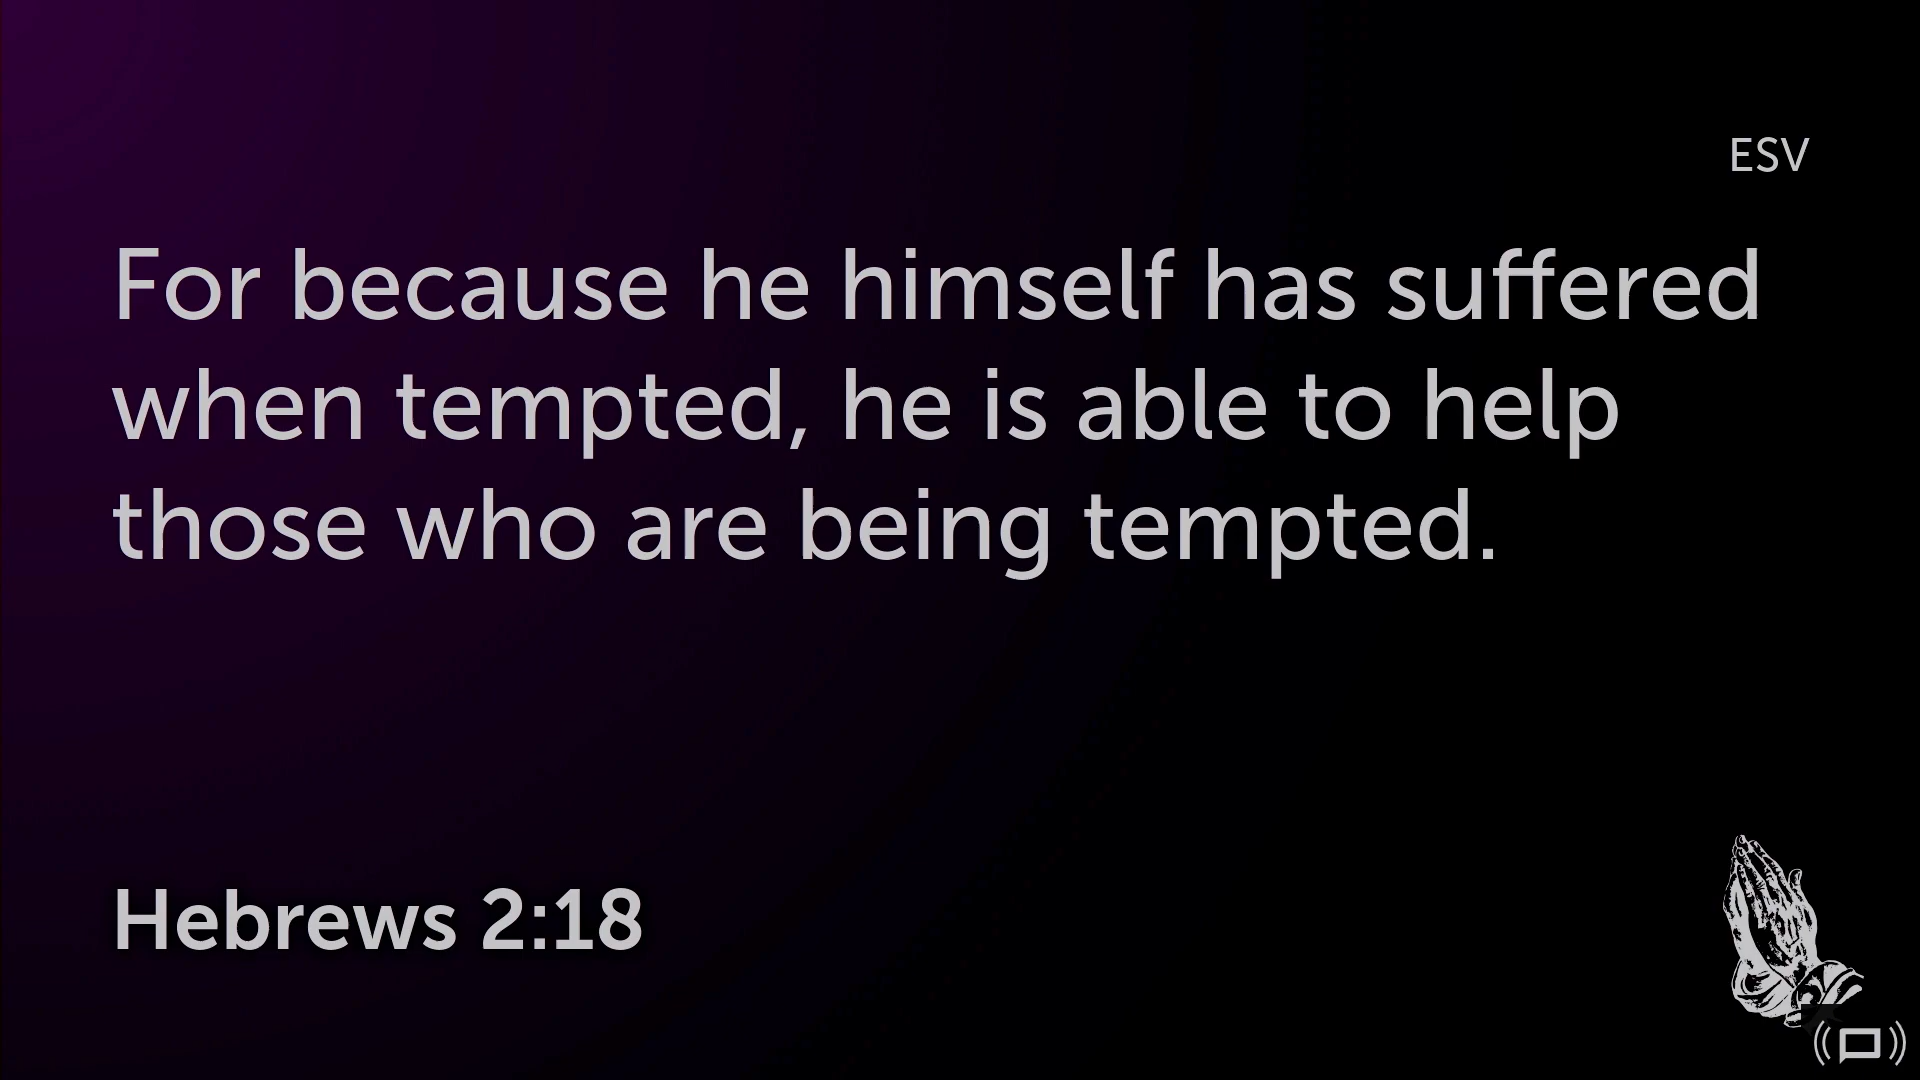 ESV
For because he himself has suffered
when tempted, he is able to help
those who are being tempted.
Hebrews 2:18